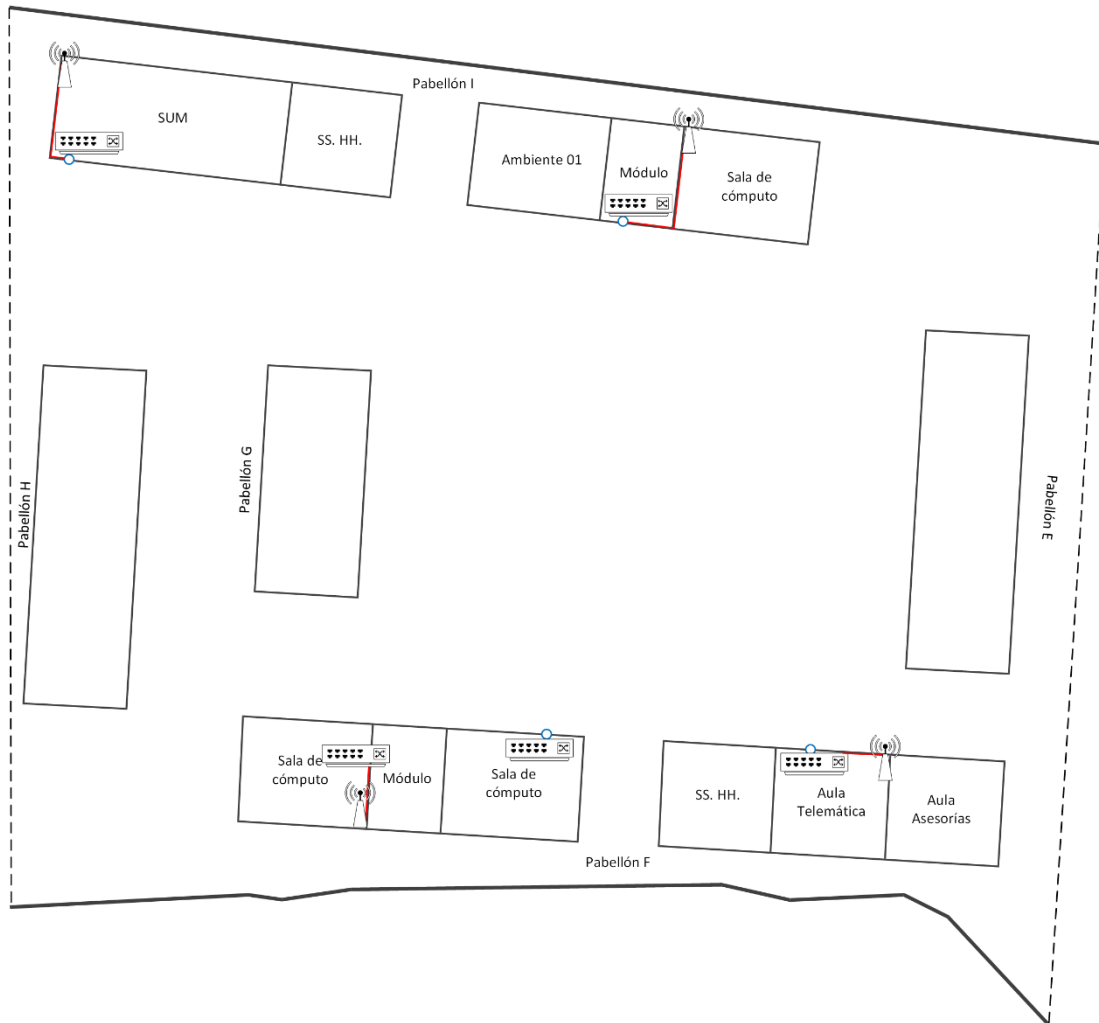 Pabellón I
SUM
SS. HH.
Ambiente 01
Módulo
Sala de
cómputo
Pabellón H
Pabellón G
Pabellón E
Sala de
cómputo
Módulo
Sala de
cómputo
SS. HH.
Aula
Telemática
Aula
Asesorías
Pabellón F